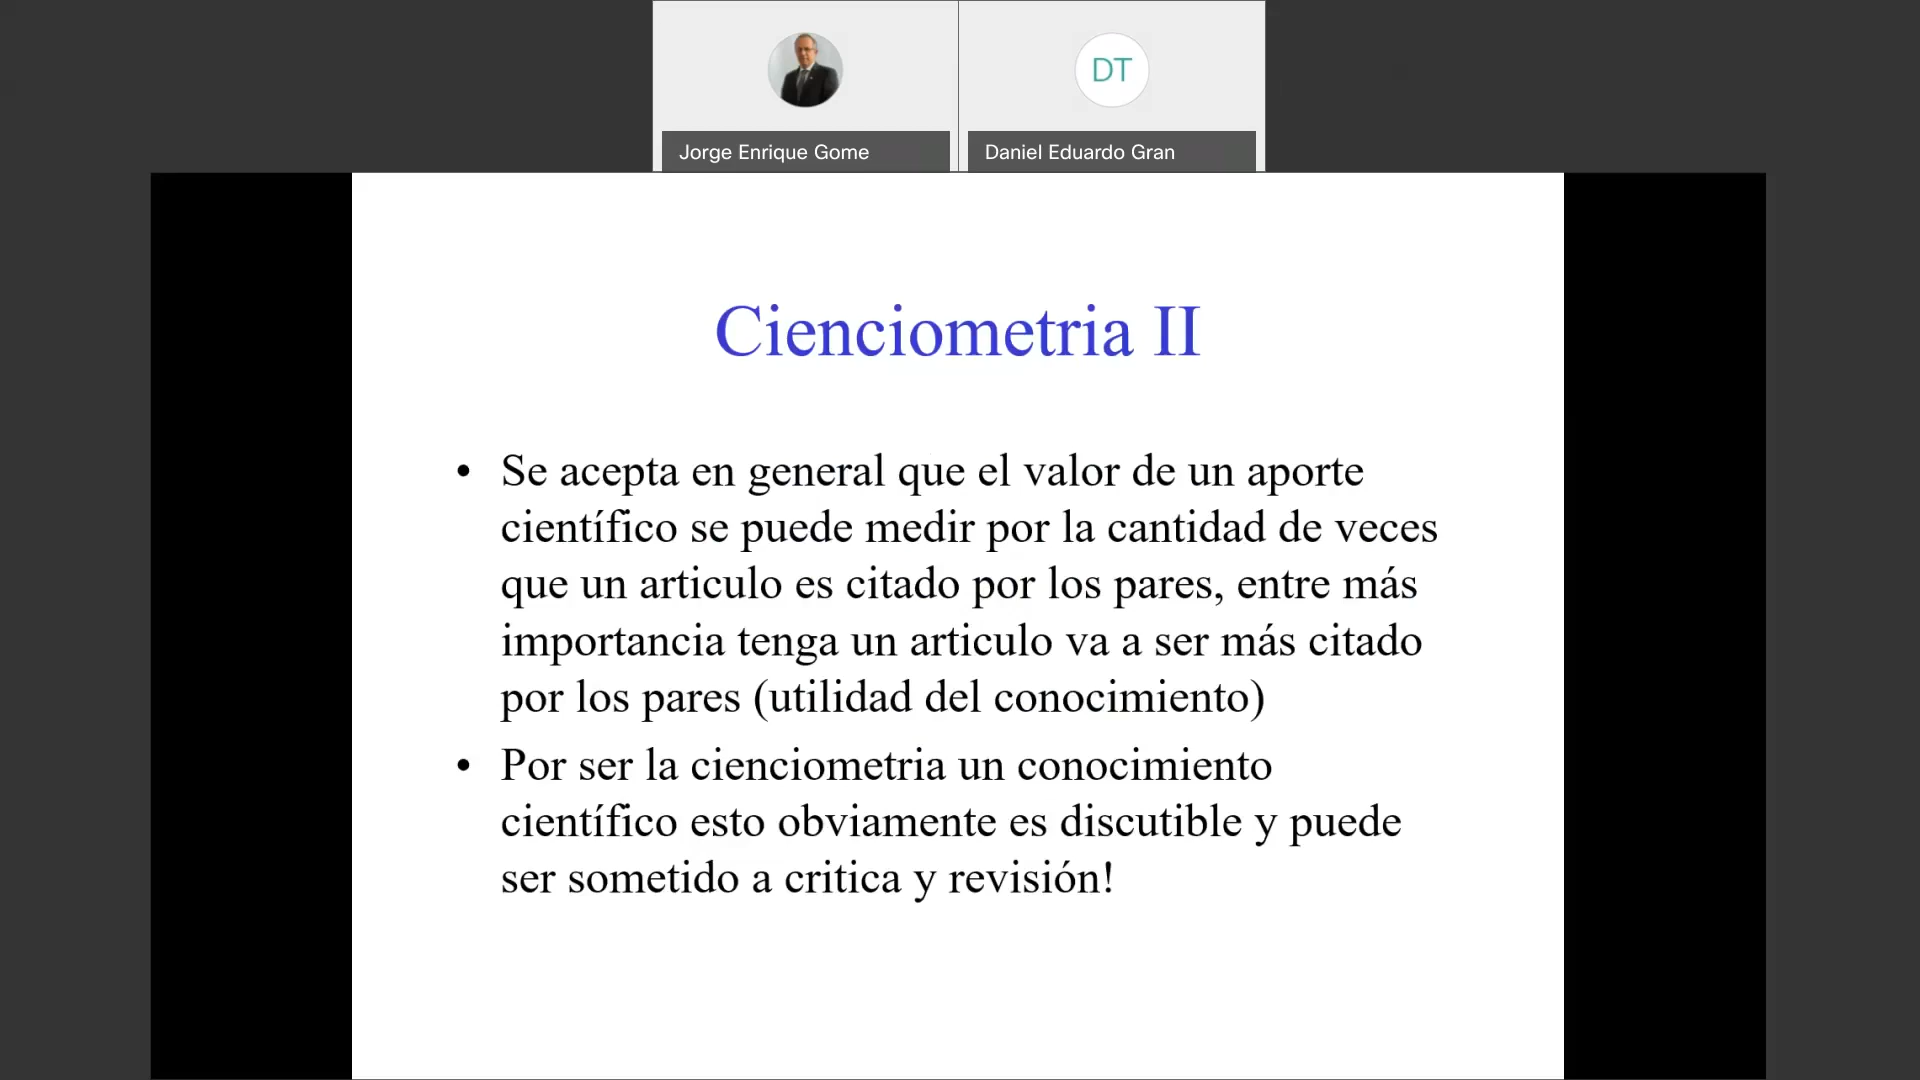 DT
Jorge Enrique Gome
Daniel Eduardo Gran
Cienciometria II
• Se acepta en general que el valor de un aporte
científico se puede medir por la cantidad de veces
que un articulo es citado por los pares, entre más
importancia tenga un articulo va a ser más citado
por los pares (utilidad del conocimiento)
• Por ser la cienciometria un conocimiento
científico esto obviamente es discutible y puede
ser sometido a critica y revisión!